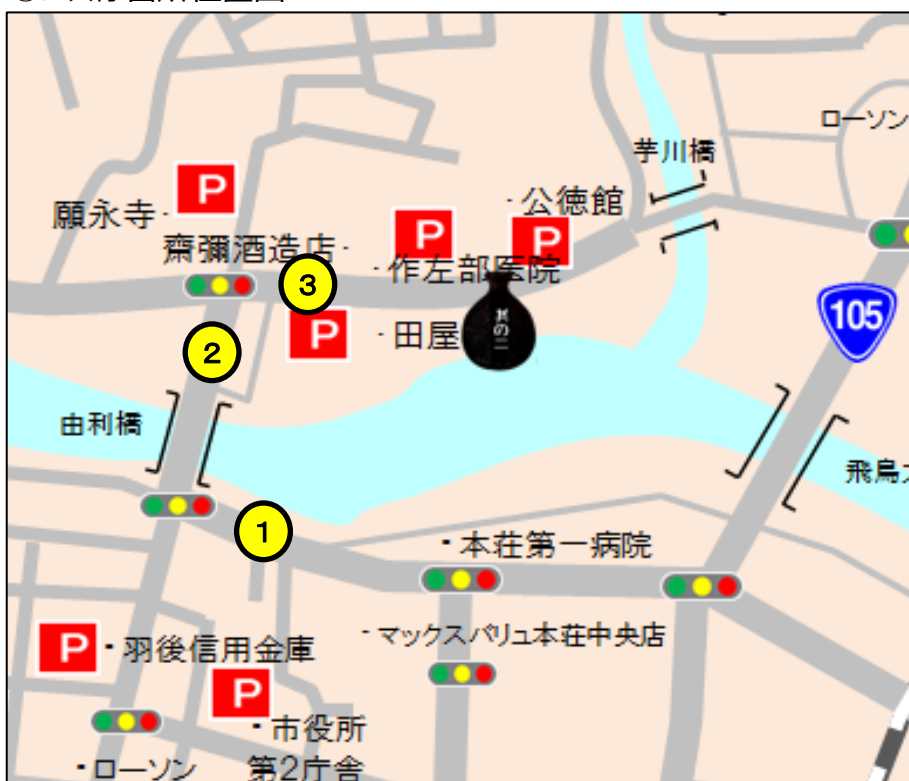 ローソン
芋川橋
P
・公徳館
願永寺・
P
P
齋彌酒造店・
・作左部医院
3
105
其の二
P
・田屋
2
由利橋
飛鳥
1
・本荘第一病院
P
・羽後信用金庫
・マックスバリュ本荘中央店
P
・市役所
第2庁舎
・ローソン